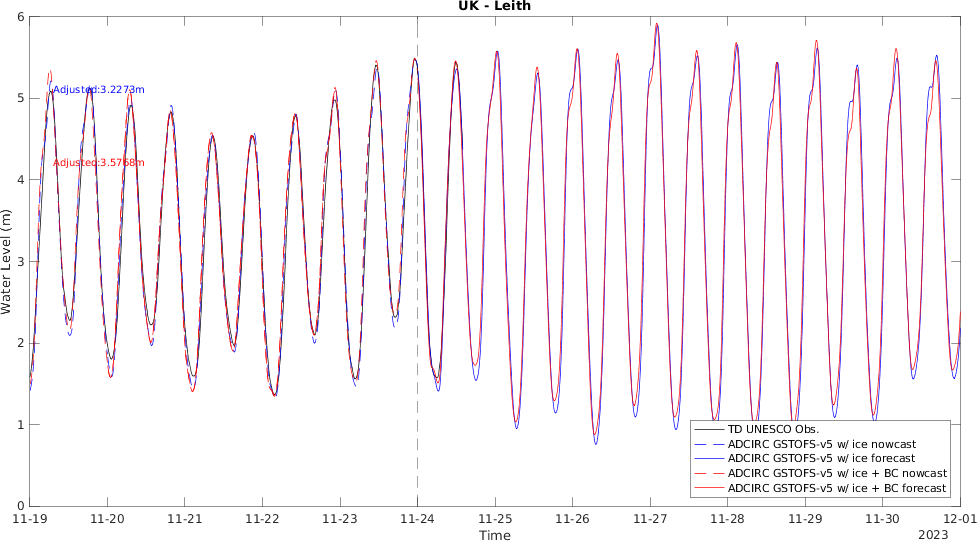 UK - Leith
6
5
4
3
2
1
0
Water Level (m)
Adjusted:3.2273m
Adjusted:3.5768m
TD UNESCO Obs.
ADCIRC GSTOFS-v5 w/ ice nowcast
ADCIRC GSTOFS-v5 w/ ice forecast
ADCIRC GSTOFS-v5 w/ ice + BC nowcast
ADCIRC GSTOFS-v5 w/ ice + BC forecast
11-19 11-20 11-21 11-22 11-23 11-24 11-25 11-26 11-27 11-28 11-29 11-30 12-01
Time
2023